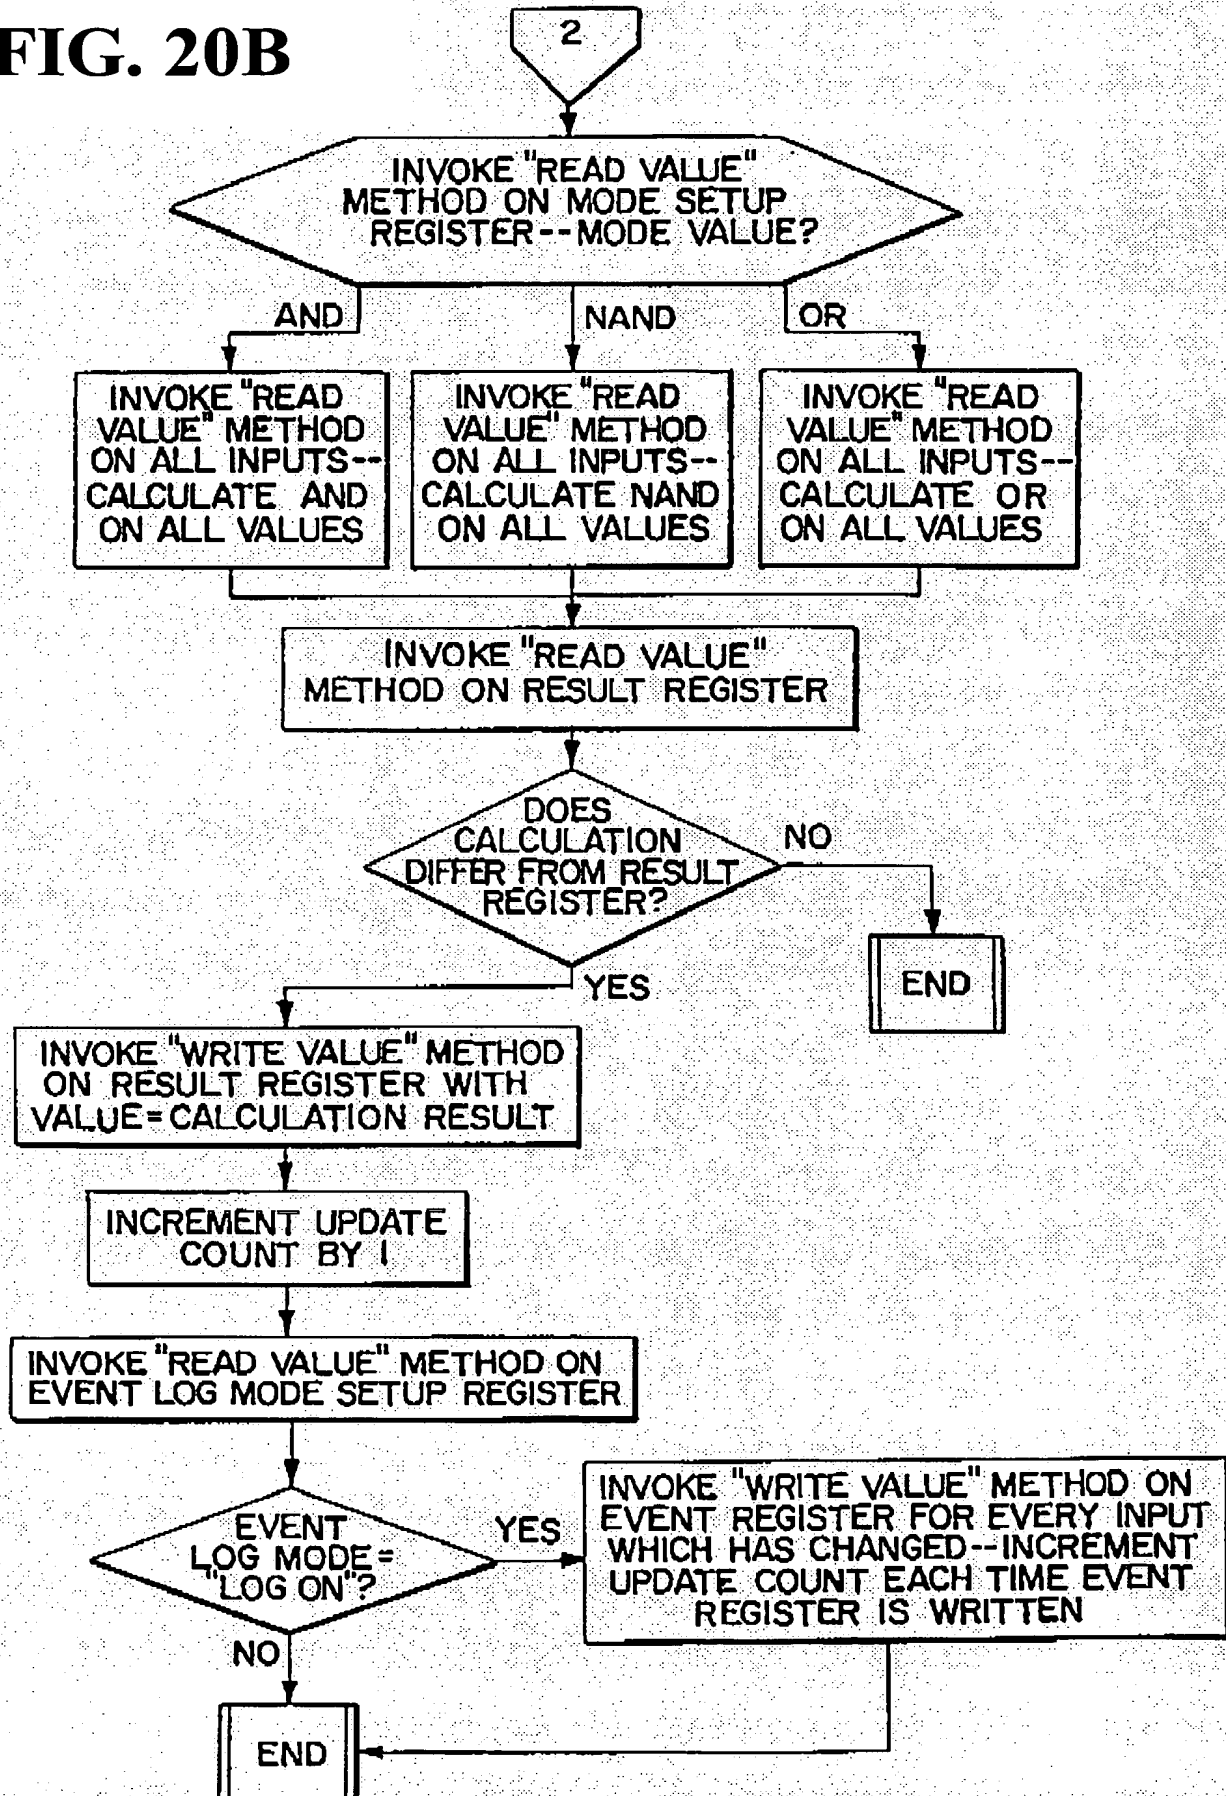 FIG. 20B
2
INVOKE "READ VALUE"
METHOD ON MODE SETUP
REGISTER--MODE VALUE?
AND
NAND
OR
INVOKE "READ
VALUE" METHOD
ON ALL INPUTS--
CALCULATE AND
ON ALL VALUES
INVOKE "READ
VALUE" METHOD
ON ALL INPUTS--
CALCULATE NAND
ON ALL VALUES
INVOKE "READ
VALUE" METHOD
ON ALL INPUTS--
CALCULATE OR
ON ALL VALUES
INVOKE "READ VALUE"
METHOD ON RESULT REGISTER
DOES
CALCULATION
DIFFER FROM RESULT
REGISTER?
NO
END
YES
INVOKE "WRITE VALUE" METHOD
ON RESULT REGISTER WITH
VALUE=CALCULATION RESULT
INCREMENT UPDATE
COUNT BY 1
INVOKE "READ VALUE" METHOD ON
EVENT LOG MODE SETUP REGISTER
EVENT
LOG MODE=
"LOG ON"?
YES
INVOKE "WRITE VALUE" METHOD ON
EVENT REGISTER FOR EVERY INPUT
WHICH HAS CHANGED--INCREMENT
UPDATE COUNT EACH TIME EVENT
REGISTER IS WRITTEN
NO
END